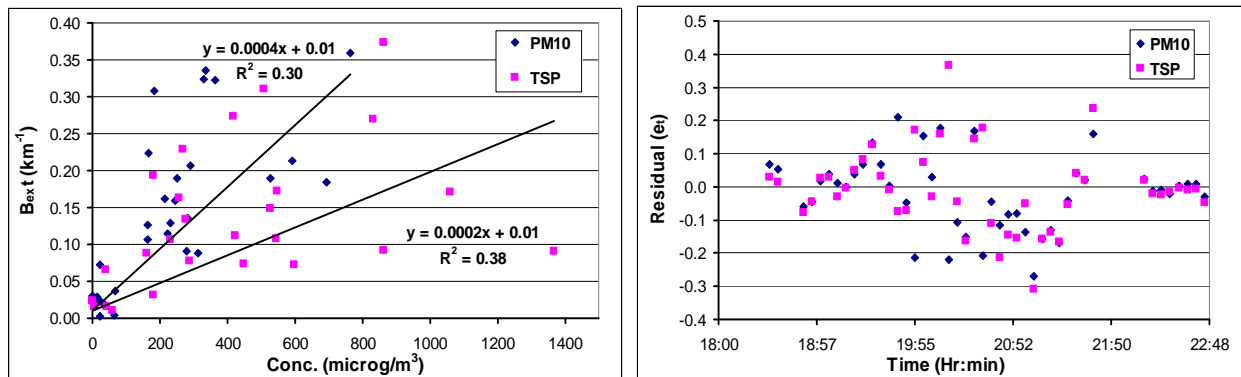 0.40
0.35
0.30
0.25
0.20
0.15
0.10
0.05
0.00
Bext (km-1)
y = 0.0004x + 0.01
R2 = 0.30
PM10
TSP
y = 0.0002x + 0.01
R2 = 0.38
0 200 400 600 800 1000 1200 1400
Conc. (microg/m3)
0.5
0.4
0.3
0.2
0.1
0.0
-0.1
-0.2
-0.3
-0.4
Residual (et)
PM10
TSP
18:00 18:57 19:55 20:52 21:50 22:48
Time (Hr:min)